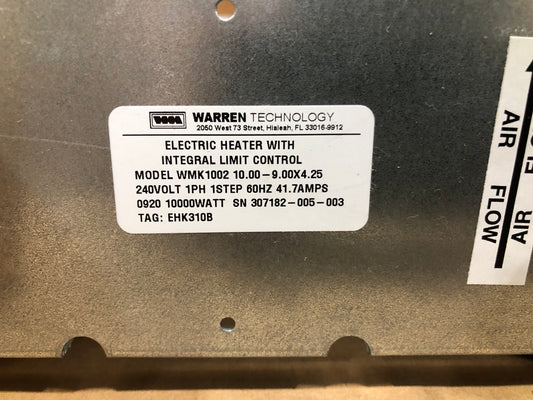 WARREN TECHNOLOGY
2050 West 73 Street, Hialeah, FL 33016-9912
ELECTRIC HEATER WITH
INTEGRAL LIMIT CONTROL
MODEL WMK1002 10.00-9.00X4.25
240VOLT 1PH 1STEP 60HZ 41.7AMPS
0920 10000WATT SN 307182-005-003
TAG: EHK310B
AIR FLOW
AIR